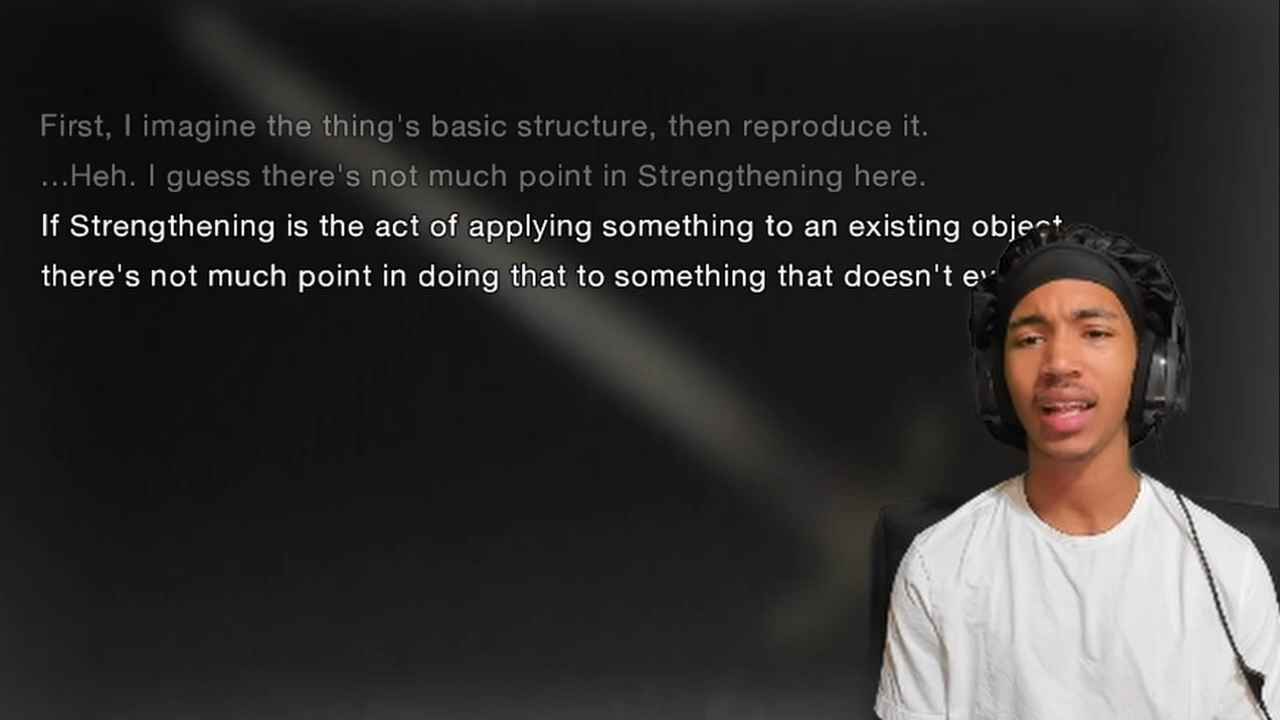 First, I imagine the thing's basic structure, then reproduce it.
...Heh. I guess there's not much point in Strengthening here.
If Strengthening is the act of applying something to an existing object
there's not much point in doing that to something that doesn't